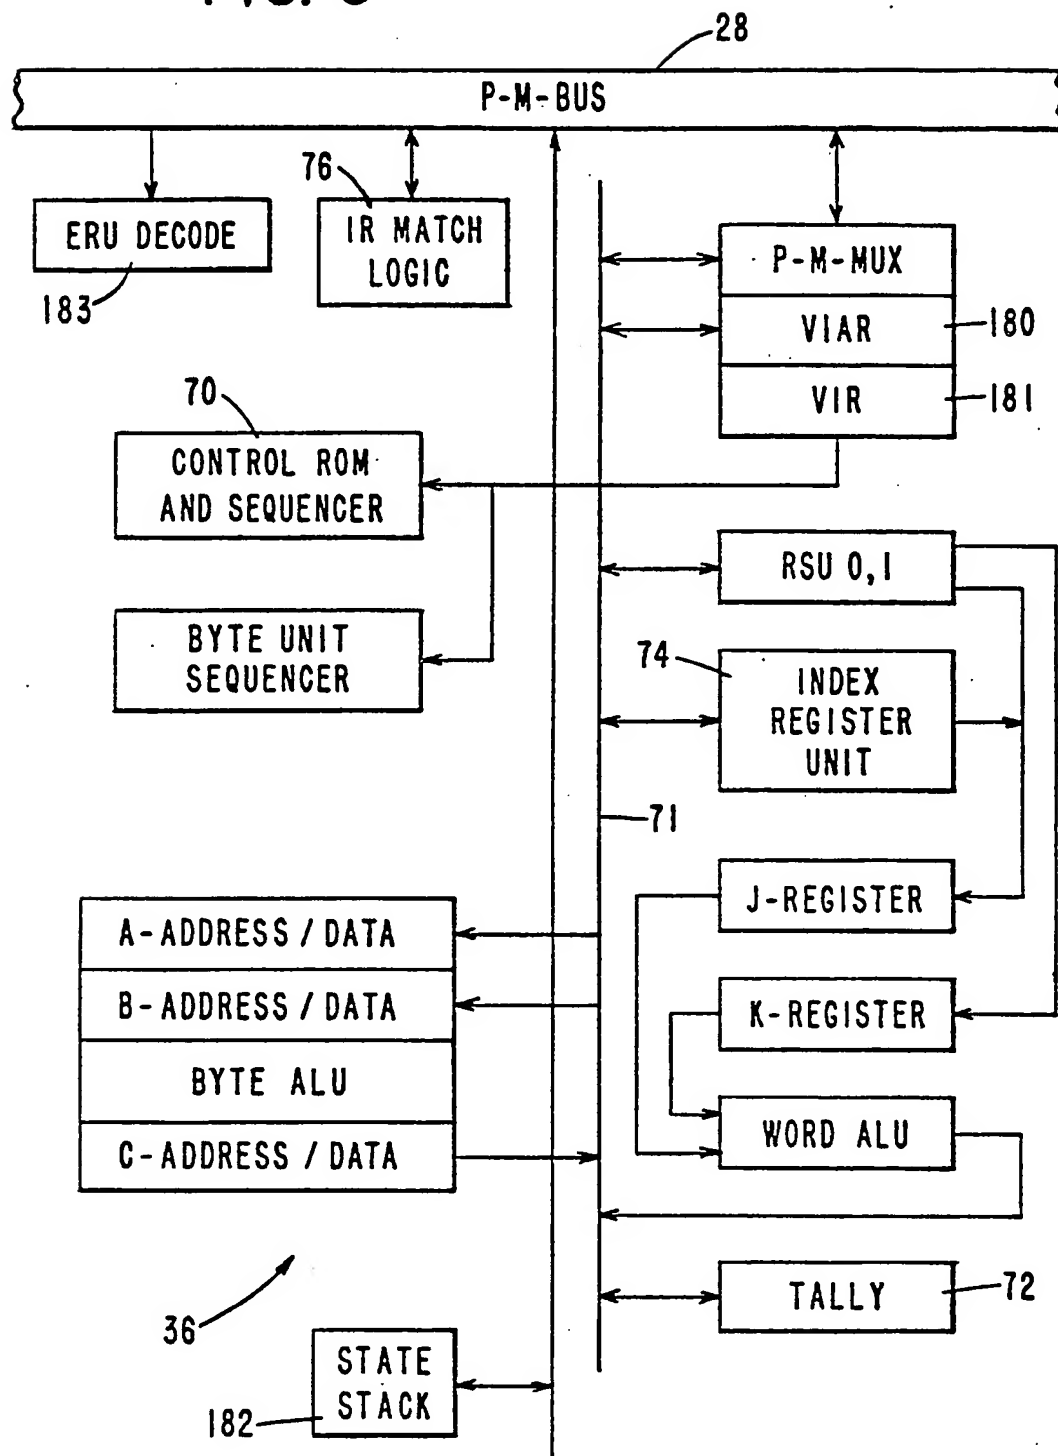 28
P-M-BUS
76
ERU DECODE
183
IR MATCH
LOGIC
P-M-MUX
VIAR
180
VIR
181
70
CONTROL ROM
AND SEQUENCER
RSU 0,1
BYTE UNIT
SEQUENCER
74
INDEX
REGISTER
UNIT
71
J-REGISTER
A-ADDRESS / DATA
B-ADDRESS / DATA
K-REGISTER
BYTE ALU
WORD ALU
C-ADDRESS / DATA
36
TALLY
72
STATE
STACK
182